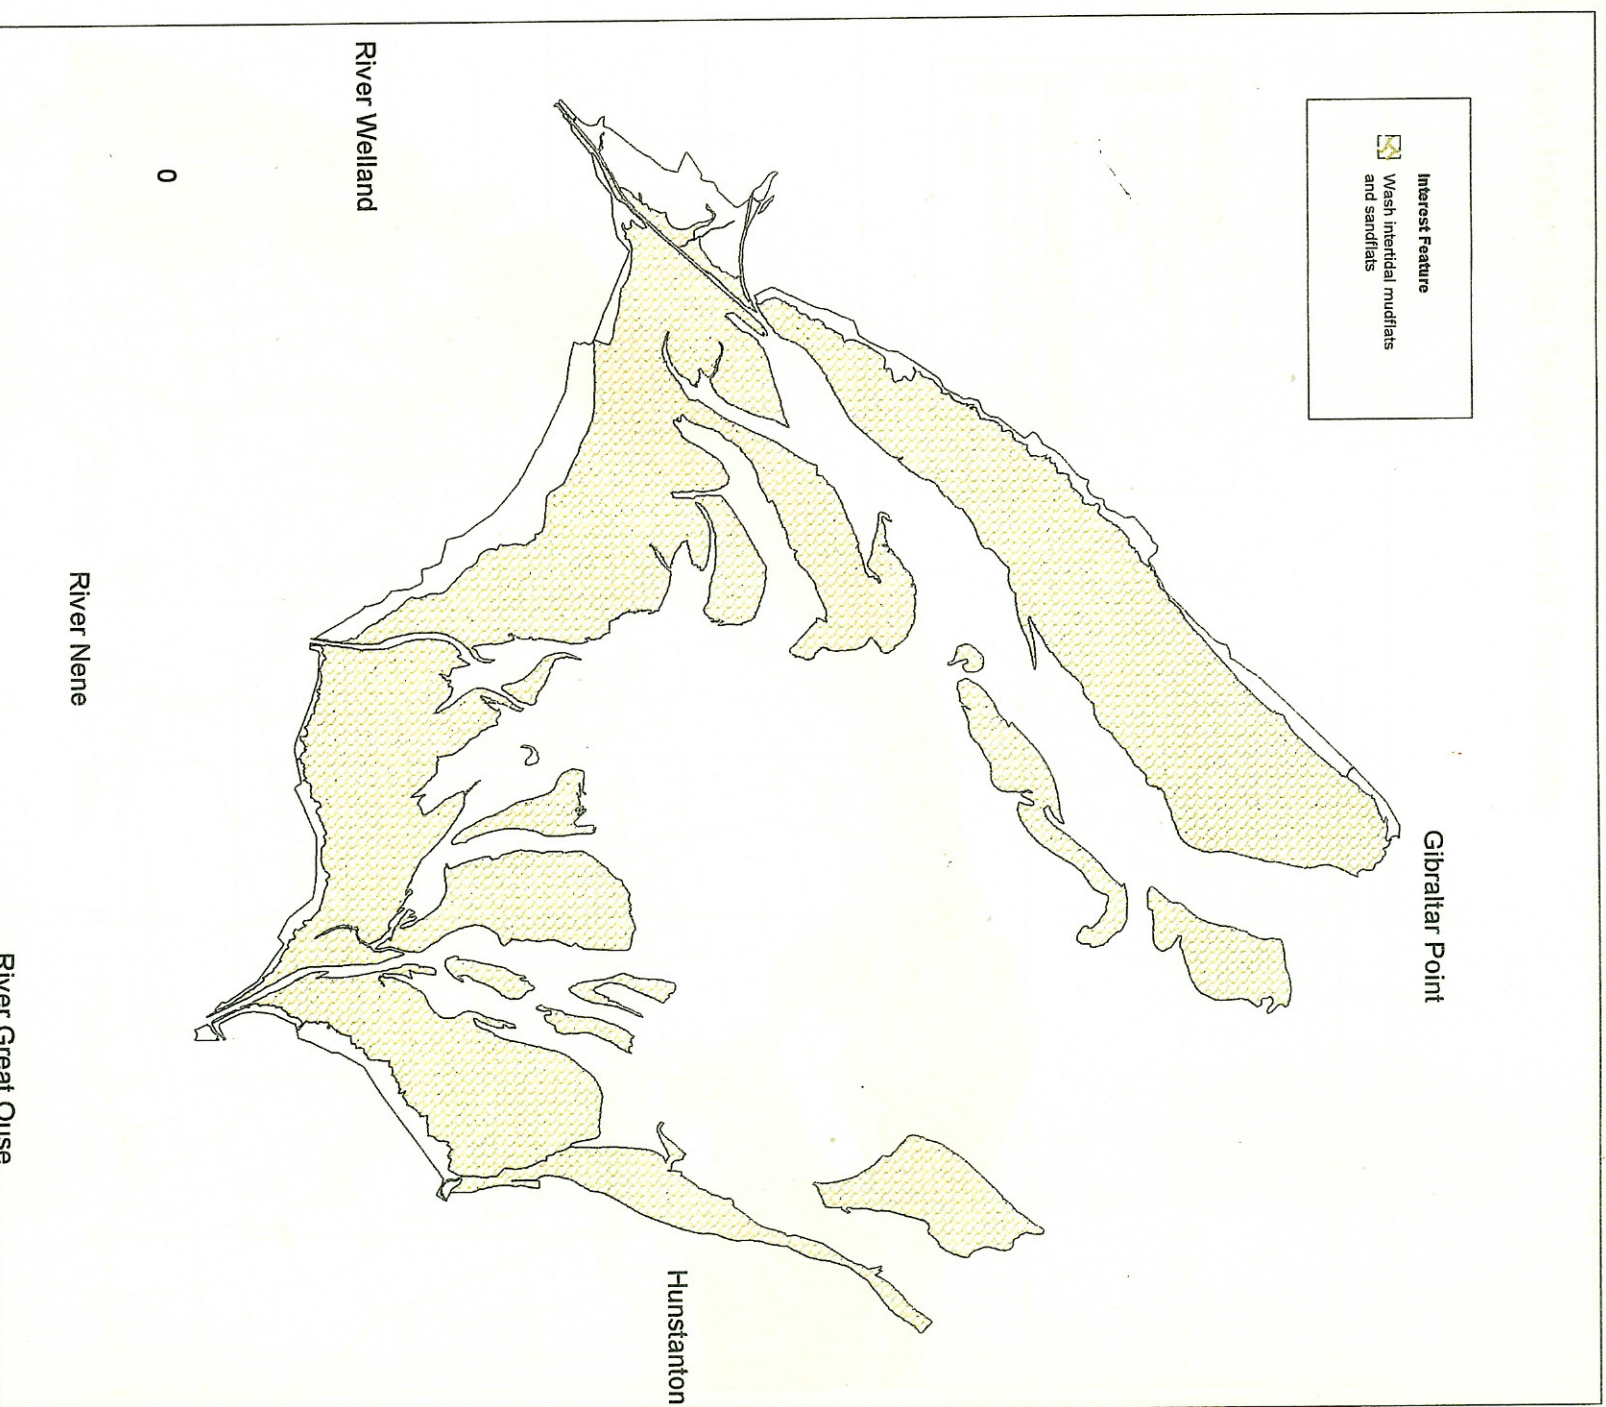 Interest Feature
Wash intertidal mudflats
and sandflats
Gibraltar Point
River Welland
0
Hunstanton
River Nene
River Great Ouse